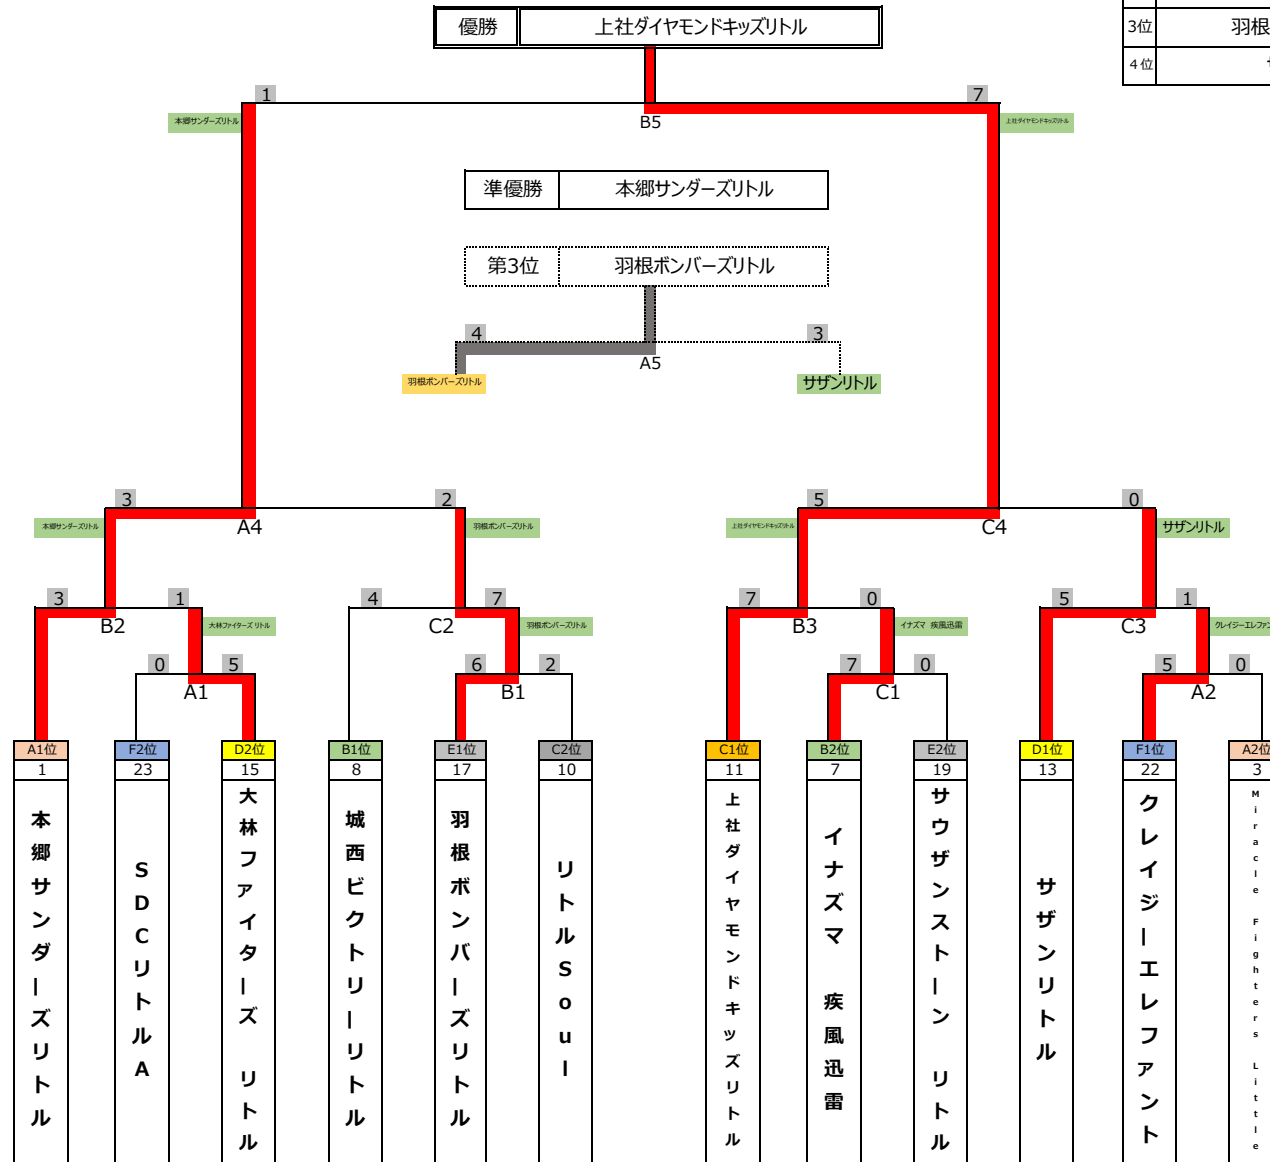 優勝 上社ダイヤモンドキッズリトル
3位 羽根
4位
1 7
本郷サンダーズリトル B5 上社ダイヤモンドキッズリトル
準優勝 本郷サンダーズリトル
第3位 羽根ボンバーズリトル
4 3
A5
羽根ボンバーズリトル サザンリトル
3 2 5 0
本郷サンダーズリトル A4 羽根ボンバーズリトル 上社ダイヤモンドキッズリトル C4 サザンリトル
3 1 4 7 7 0 5 1
B2 大林ファイターズ リトル C2 羽根ボンバーズリトル B3 イナズマ 疾風迅雷 C3 クレイジーエレファン
0 5 6 2 7 0 5 0
A1 B1 C1 A2
A1位 F2位 D2位 B1位 E1位 C2位 C1位 B2位 E2位 D1位 F1位 A2位
1 23 15 8 17 10 11 7 19 13 22 3
本郷サンダーズリトル
SDCリトルA
大林ファイターズ リトル
城西ビクトリーリトル
羽根ボンバーズリトル
リトルSoul
上社ダイヤモンドキッズリトル
イナズマ 疾風迅雷
サウザンストーン リトル
サザンリトル
クレイジーエレファント
Miracle Fighters Little